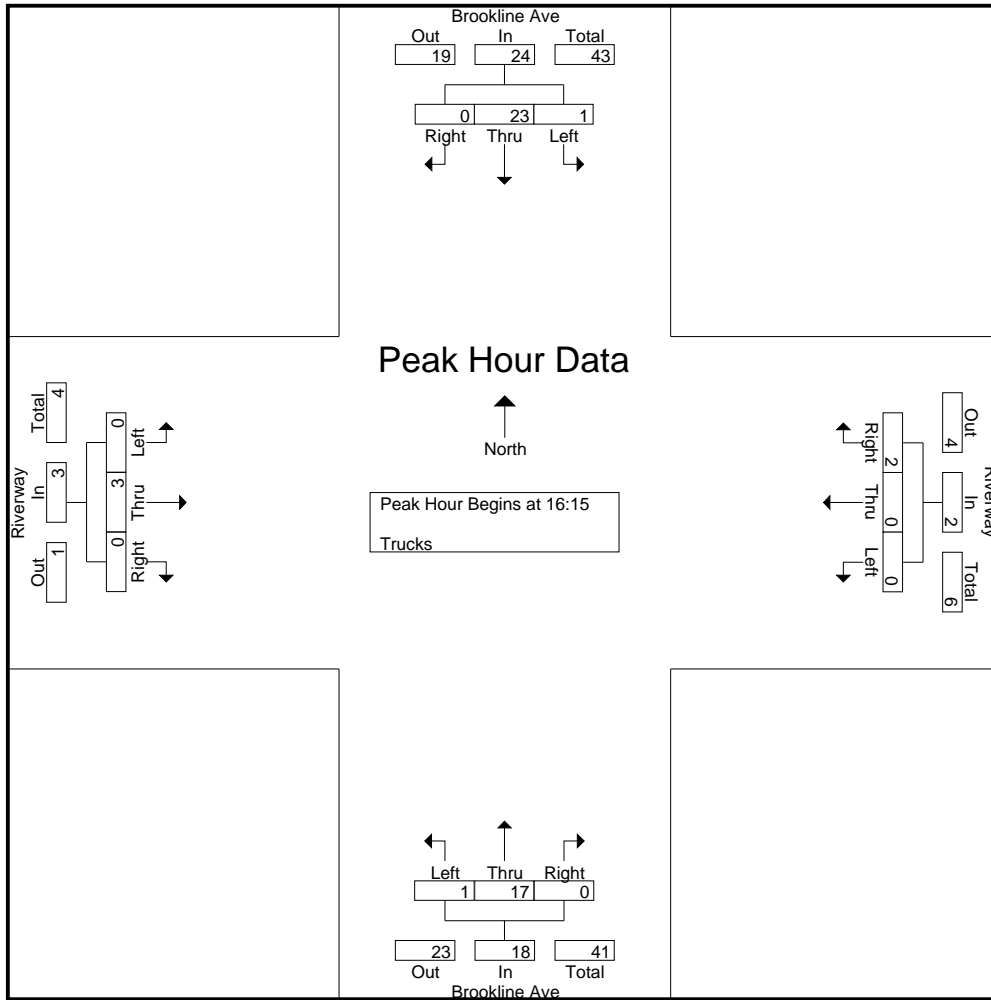 Brookline Ave
Out In Total
19 24 43
0 23 1
Right Thru Left
Peak Hour Data
North
Peak Hour Begins at 16:15
Trucks
Riverway
Total In Out
4 3 1
0 3 0
Left Thru Right
Right Thru Left
2 0 0
Out In Total
4 2 6
Riverway
Left Thru Right
1 17 0
23 18 41
Out In Total
Brookline Ave